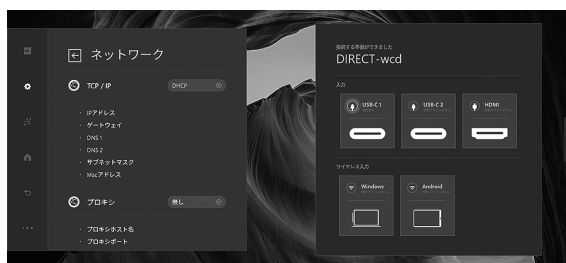 ネットワーク
TCP / IP
DHCP
・ IPアドレス
・ ゲートウェイ
・ DNS 1
・ DNS 2
・ サブネットマスク
・ Macアドレス
プロキシ
無し
・ プロキシホスト名
・ プロキシポート
接続する準備ができました
DIRECT-wcd
入力
USB-C 1
USB-C 2
HDMI
ワイヤレス入力
Windows
Android